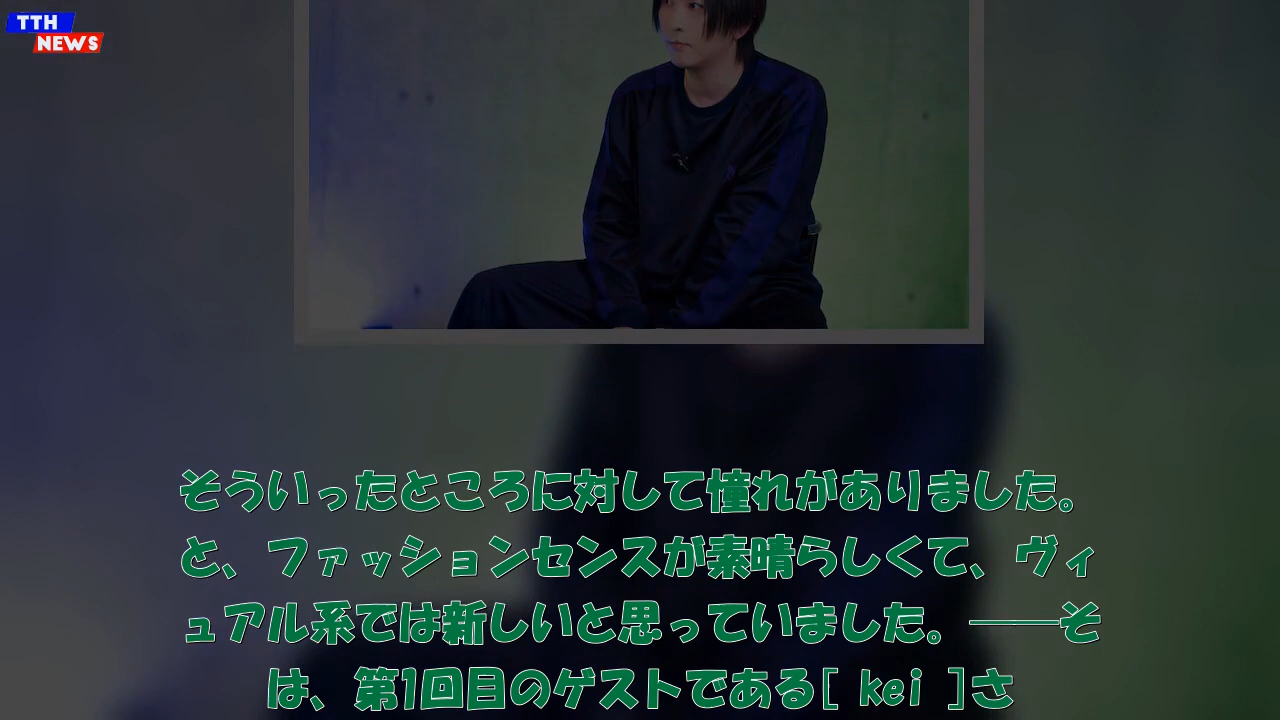 TTH
NEWS
そういったところに対して憧れがありました。
と、ファッションセンスが素晴らしくて、ヴィ
ュアル系では新しいと思っていました。――そ
は、第1回目のゲストである[ kei ]さ